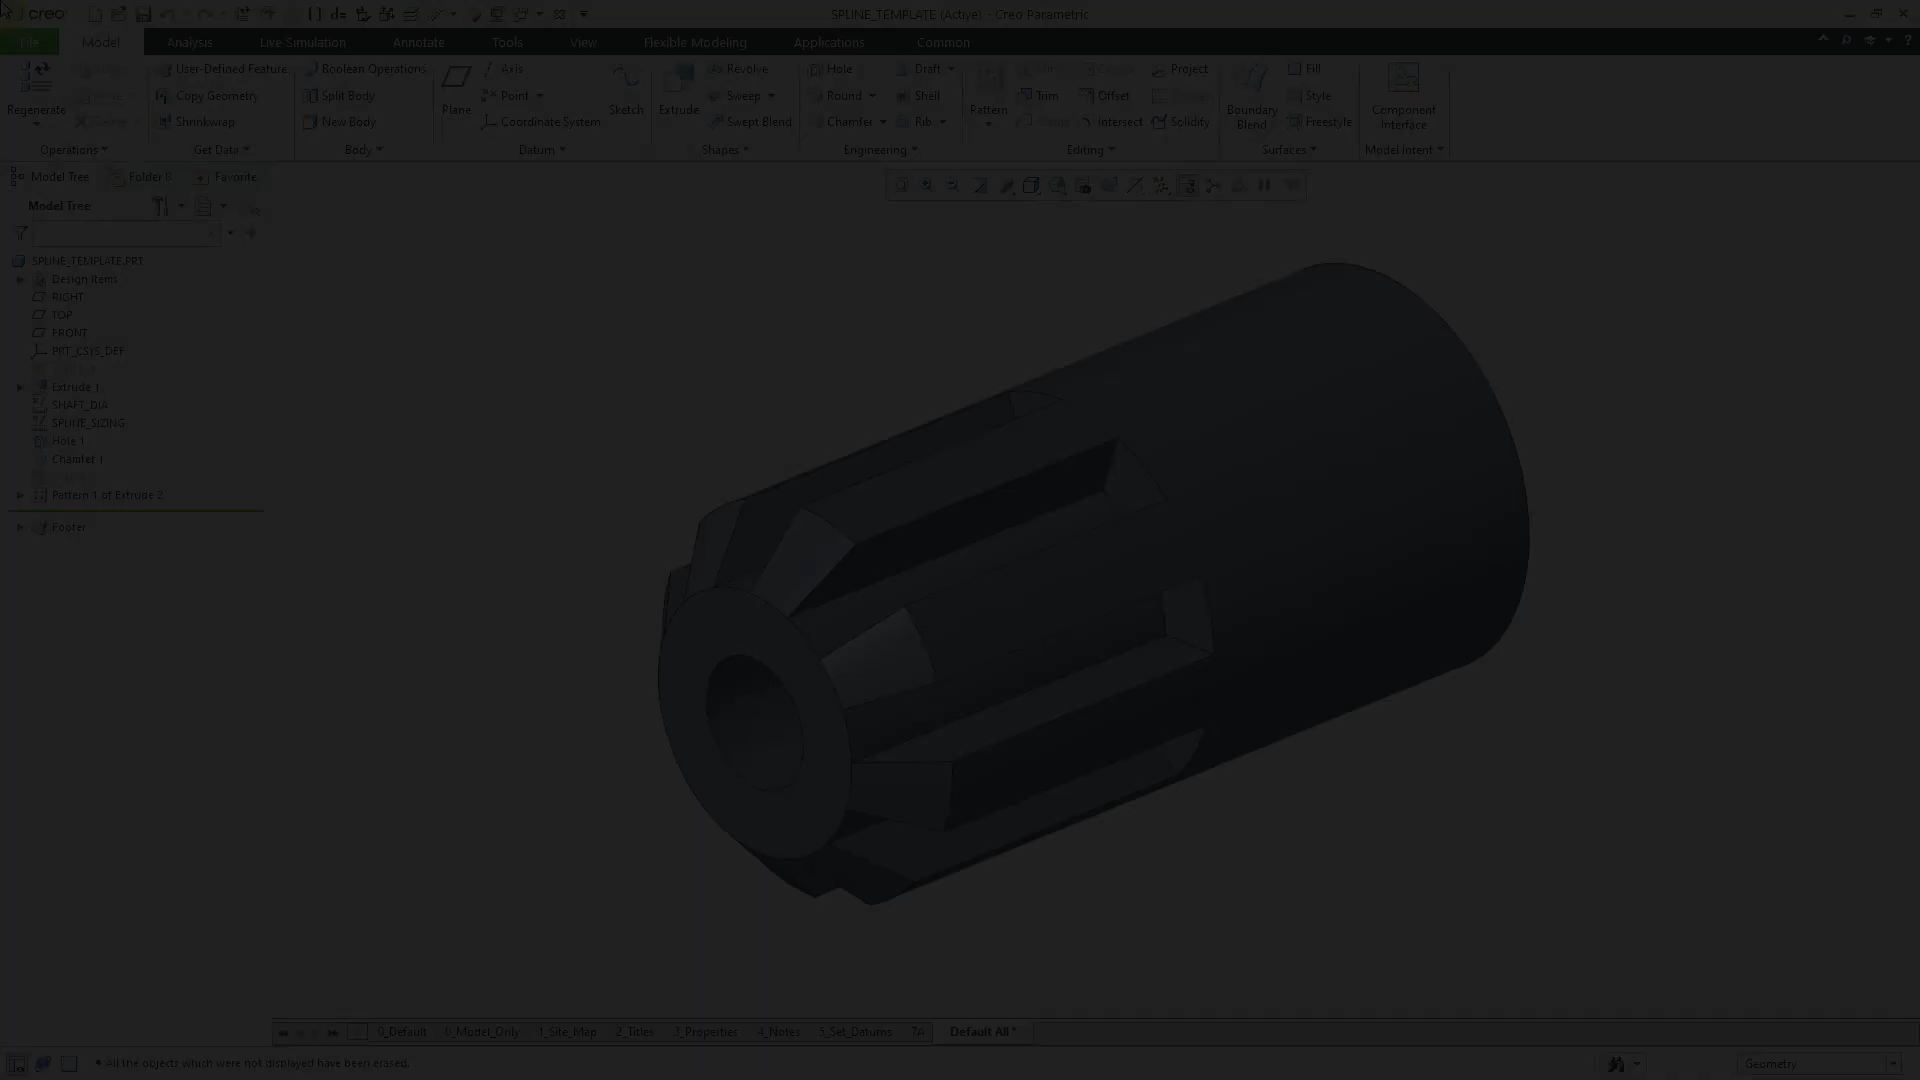 creo
SPLINE_TEMPLATE (Active) - Creo Parametric
File Model Analysis Live Simulation Annotate Tools View Flexible Modeling Applications Common
Regenerate
Operations
User-Defined Feature
Copy Geometry
Shrinkwrap
Get Data
Boolean Operations
Split Body
New Body
Body
Plane
Axis
Point
Coordinate System
Sketch
Datum
Extrude
Revolve
Sweep
Swept Blend
Shapes
Hole
Round
Chamfer
Draft
Shell
Rib
Engineering
Pattern
Trim
Offset
Intersect
Project
Solidify
Editing
Boundary
Blend
Fill
Style
Freestyle
Surfaces
Component
Interface
Model Intent
Model Tree Folder Favorite
Model Tree
SPLINE_TEMPLATE.PRT
Design Items
RIGHT
TOP
FRONT
PRT_CSYS_DEF
Extrude 1
SHAFT_DIA
SPLINE_SIZING
Hole 1
Chamfer 1
Pattern 1 of Extrude 2
Footer
0_Default 0_Model_Only 1_Site_Map 2_Titles 3_Properties 4_Notes 5_Set_Datums 7A Default All *
All the objects which were not displayed have been erased.
Geometry